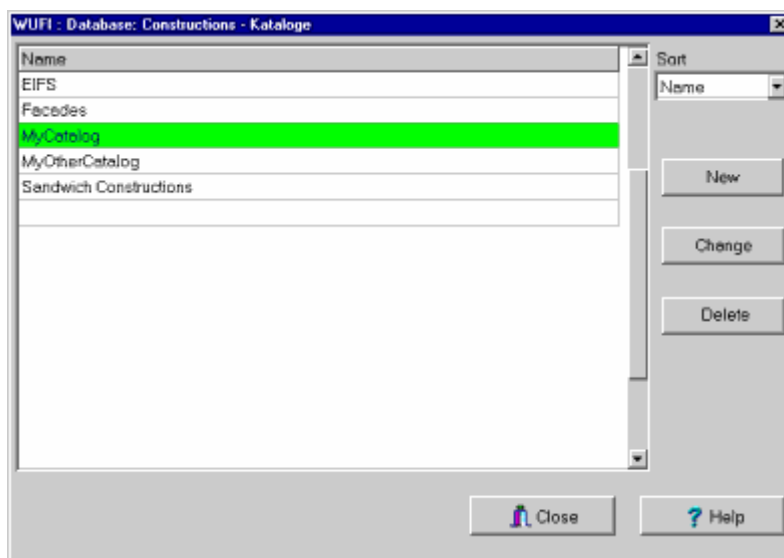 WUFI : Database: Constructions - Kataloge
Name
EIFS
Facades
MyCatalog
MyOtherCatalog
Sandwich Constructions
Sort
Name
New
Change
Delete
Close
? Help